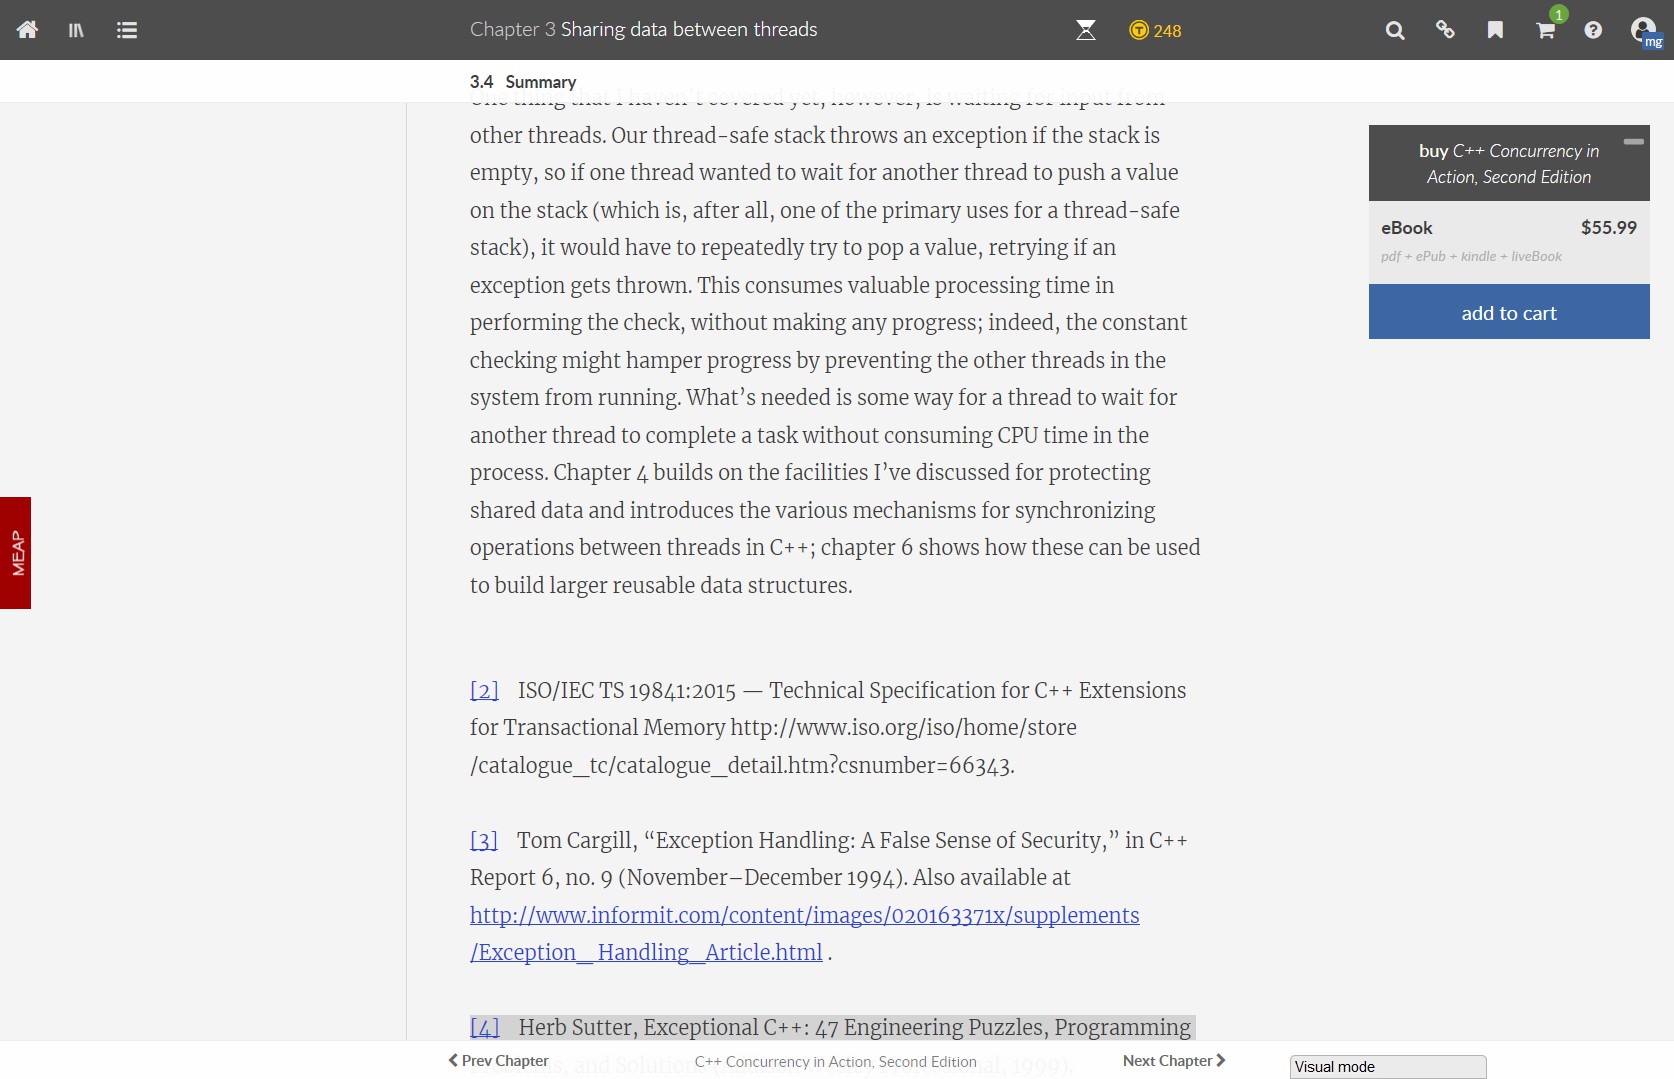 Chapter 3 Sharing data between threads
248
1
mg
3.4 Summary
One thing that I haven't covered yet, however, is waiting for input from
other threads. Our thread-safe stack throws an exception if the stack is
empty, so if one thread wanted to wait for another thread to push a value
on the stack (which is, after all, one of the primary uses for a thread-safe
stack), it would have to repeatedly try to pop a value, retrying if an
exception gets thrown. This consumes valuable processing time in
performing the check, without making any progress; indeed, the constant
checking might hamper progress by preventing the other threads in the
system from running. What’s needed is some way for a thread to wait for
another thread to complete a task without consuming CPU time in the
process. Chapter 4 builds on the facilities I’ve discussed for protecting
shared data and introduces the various mechanisms for synchronizing
operations between threads in C++; chapter 6 shows how these can be used
to build larger reusable data structures.
[2] ISO/IEC TS 19841:2015 — Technical Specification for C++ Extensions
for Transactional Memory http://www.iso.org/iso/home/store
/catalogue_tc/catalogue_detail.htm?csnumber=66343.
[3] Tom Cargill, “Exception Handling: A False Sense of Security,” in C++
Report 6, no. 9 (November–December 1994). Also available at
http://www.informit.com/content/images/020163371x/supplements
/Exception_Handling_Article.html .
[4] Herb Sutter, Exceptional C++: 47 Engineering Puzzles, Programming
buy C++ Concurrency in
Action, Second Edition
eBook $55.99
pdf + ePub + kindle + liveBook
add to cart
MEAP
Prev Chapter
C++ Concurrency in Action, Second Edition
Next Chapter
Visual mode